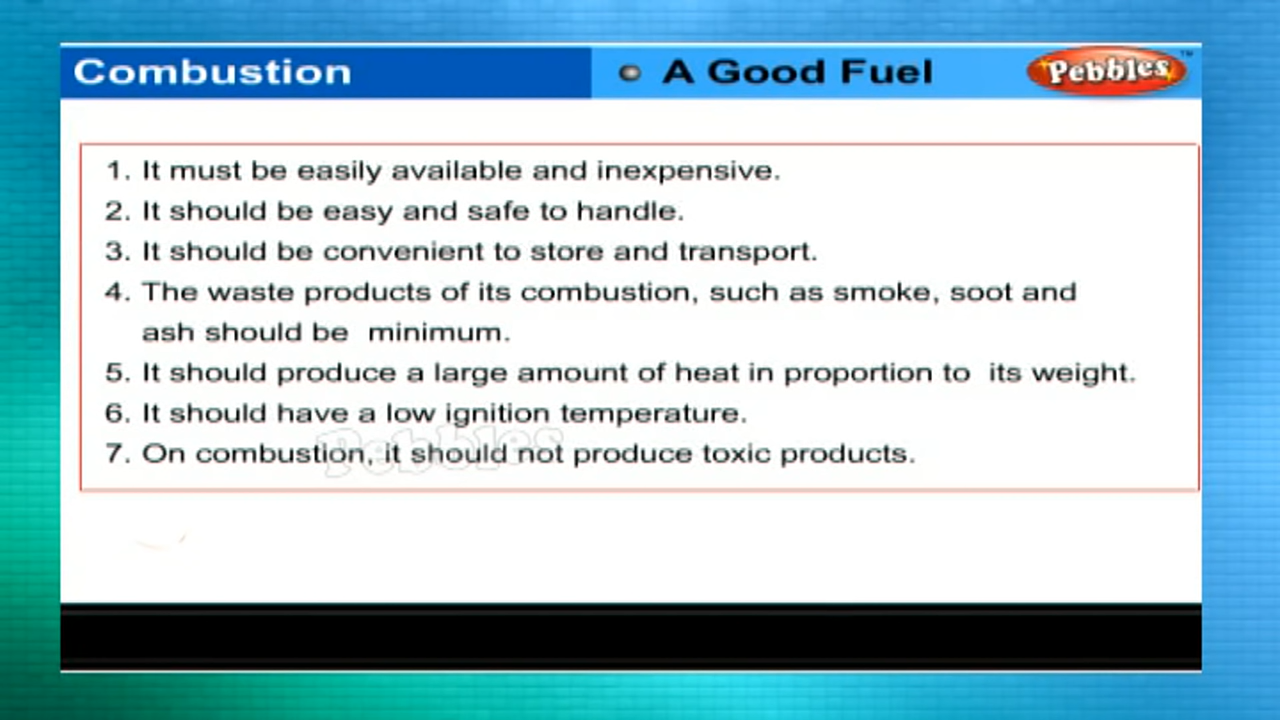 Combustion
A Good Fuel
Pebbles™
1. It must be easily available and inexpensive.
2. It should be easy and safe to handle.
3. It should be convenient to store and transport.
4. The waste products of its combustion, such as smoke, soot and
ash should be minimum.
5. It should produce a large amount of heat in proportion to its weight.
6. It should have a low ignition temperature.
7. On combustion, it should not produce toxic products.
Pebbles